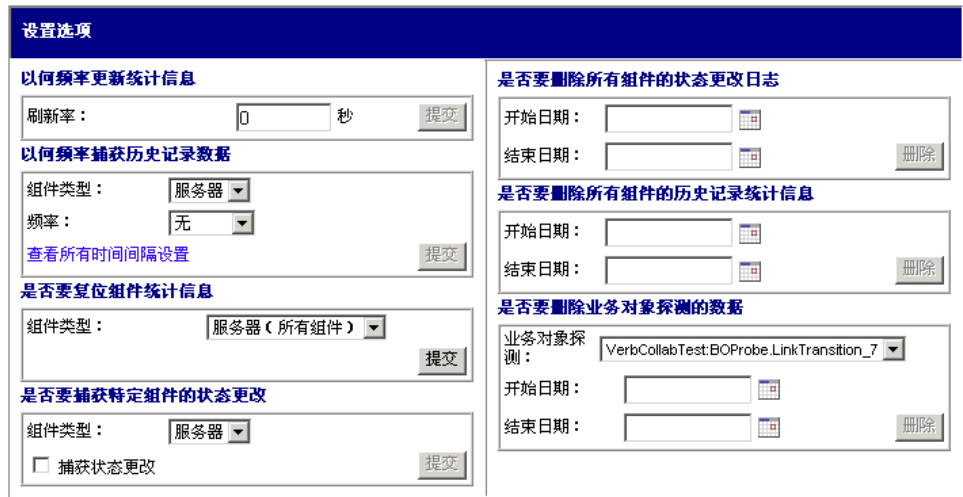 设置选项
以何频率更新统计信息
刷新率： 0 秒 提交
以何频率捕获历史记录数据
组件类型： 服务器
频率： 无
查看所有时间间隔设置 提交
是否要复位组件统计信息
组件类型： 服务器（所有组件）
提交
是否要捕获特定组件的状态更改
组件类型： 服务器
捕获状态更改 提交
是否要删除所有组件的状态更改日志
开始日期：
结束日期： 删除
是否要删除所有组件的历史记录统计信息
开始日期：
结束日期： 删除
是否要删除业务对象探测的数据
业务对象探
测： VerbCollabTest:BOProbe.LinkTransition_7
开始日期：
结束日期： 删除